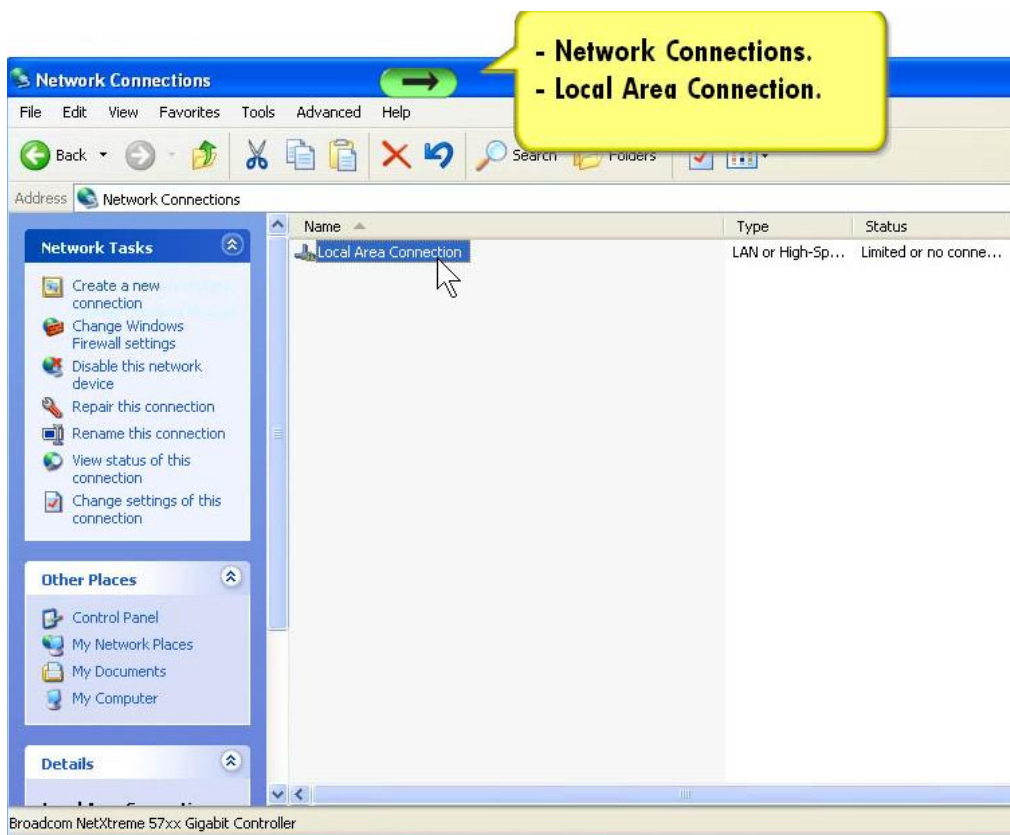 - Network Connections.
- Local Area Connection.
Network Connections
File Edit View Favorites Tools Advanced Help
Back Search Folders
Address Network Connections
Name Type Status
Local Area Connection LAN or High-Sp... Limited or no conne...
Network Tasks
Create a new
connection
Change Windows
Firewall settings
Disable this network
device
Repair this connection
Rename this connection
View status of this
connection
Change settings of this
connection
Other Places
Control Panel
My Network Places
My Documents
My Computer
Details
Broadcom NetXtreme 57xx Gigabit Controller